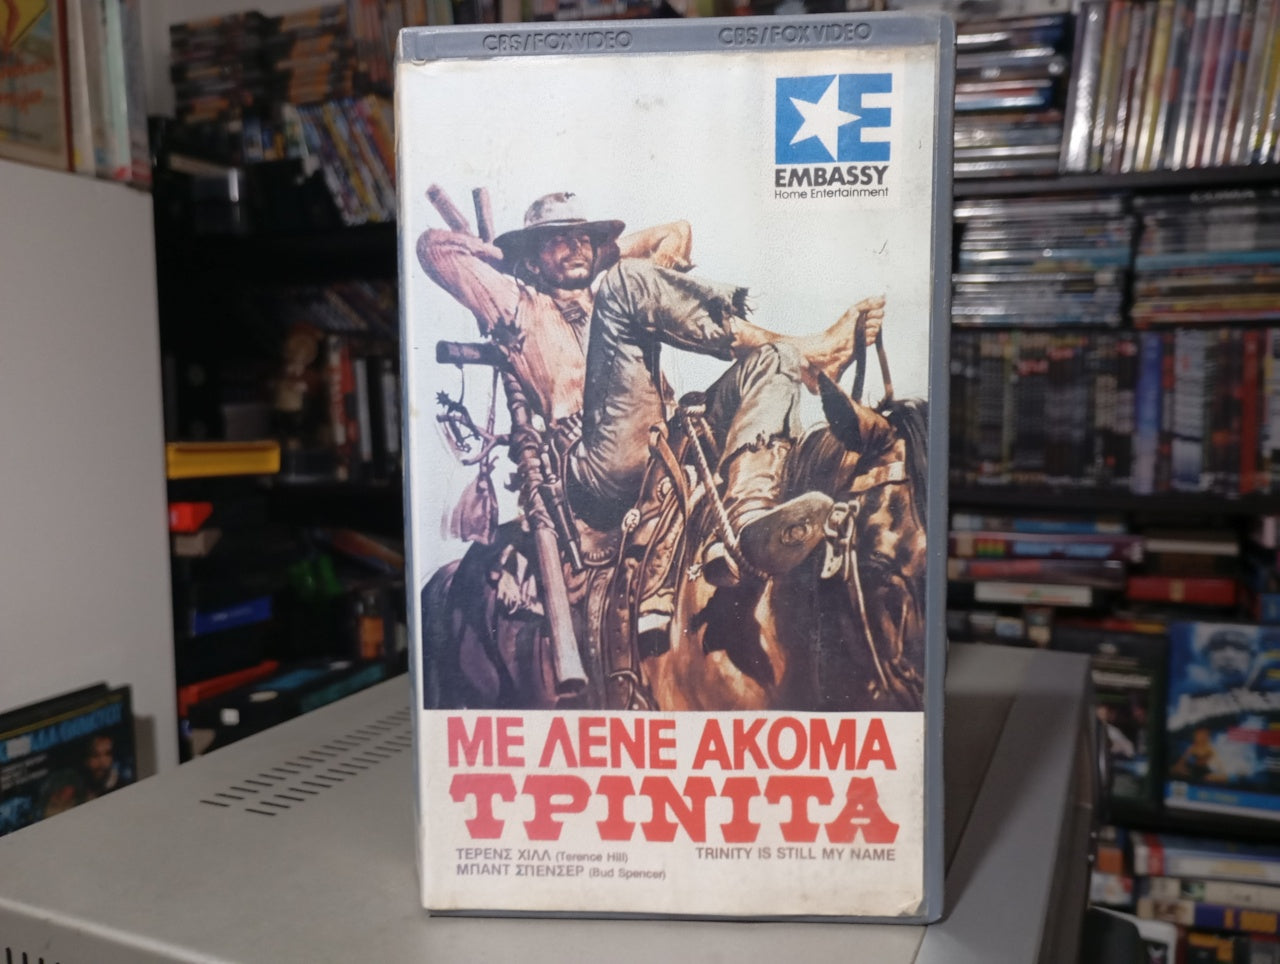 CBS/FOX VIDEO CBS/FOX VIDEO
E
EMBASSY
Home Entertainment
ΜΕ ΛΕΝΕ ΑΚΟΜΑ
ΤΡΙΝΙΤΑ
ΤΕΡΕΝΣ ΧΙΛΛ (Terence Hill) TRINITY IS STILL MY NAME
ΜΠΑΝΤ ΣΠΕΝΣΕΡ (Bud Spencer)